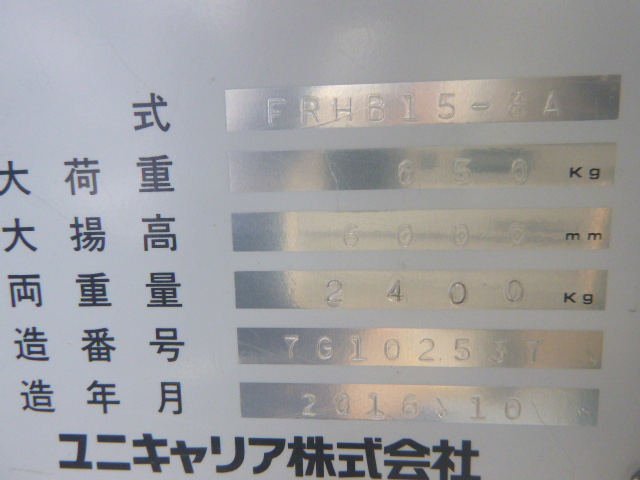 式 FRHB15-8A
大荷重 650 Kg
大揚高 6000 mm
両重量 2400 Kg
造番号 7G102537
造年月 2016.10
ユニキャリア株式会社